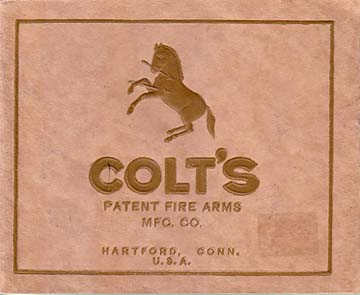 COLT'S
PATENT FIRE ARMS
MFG. CO.
HARTFORD, CONN.
U.S.A.